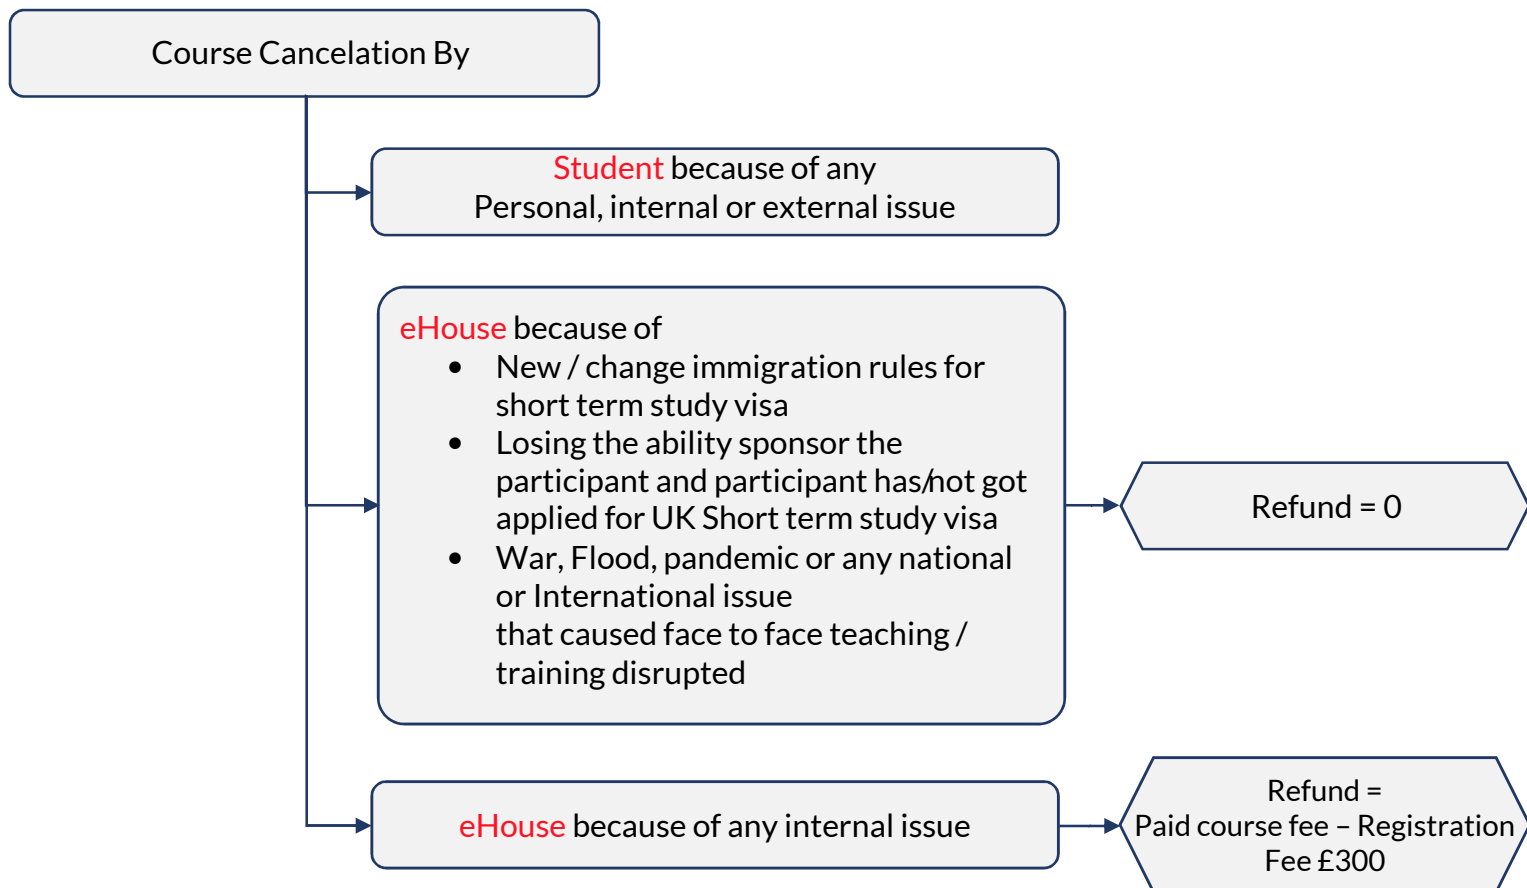 Course Cancelation By
Student because of any
Personal, internal or external issue
eHouse because of
• New / change immigration rules for
short term study visa
• Losing the ability sponsor the
participant and participant has/not got
applied for UK Short term study visa
• War, Flood, pandemic or any national
or International issue
that caused face to face teaching /
training disrupted
Refund = 0
eHouse because of any internal issue
Refund =
Paid course fee – Registration
Fee £300